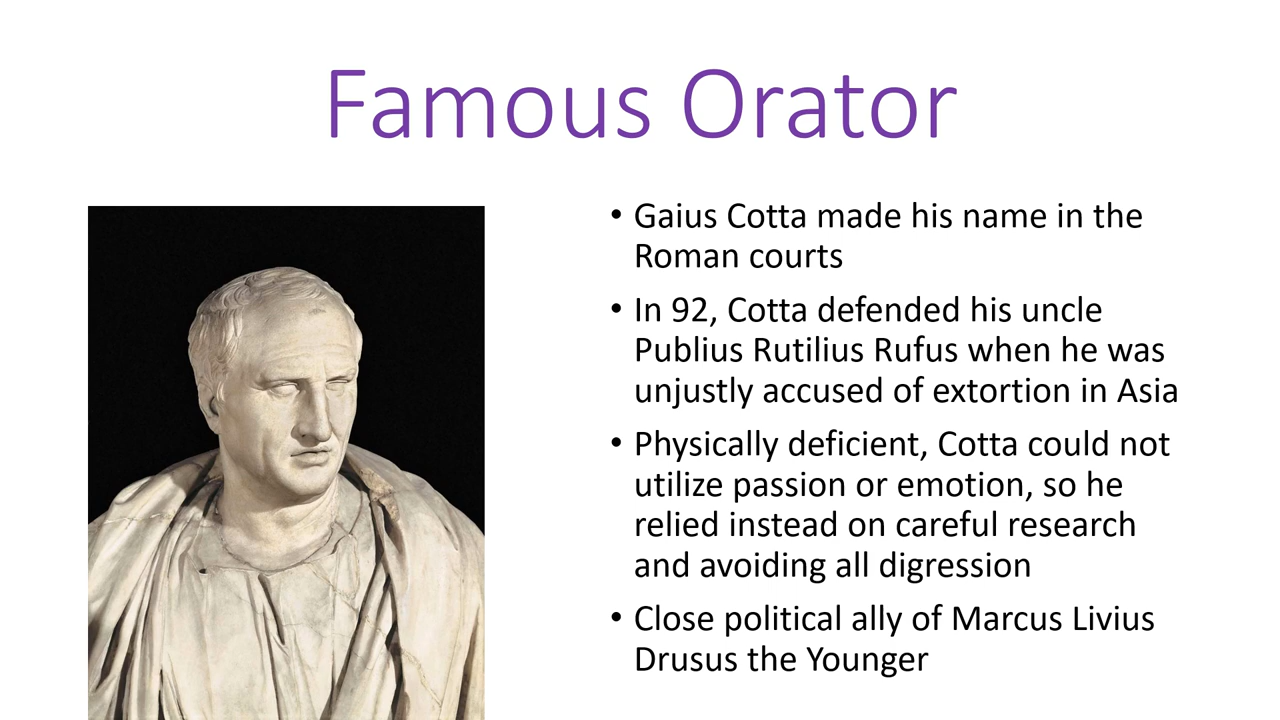 Famous Orator
• Gaius Cotta made his name in the
Roman courts
• In 92, Cotta defended his uncle
Publius Rutilius Rufus when he was
unjustly accused of extortion in Asia
• Physically deficient, Cotta could not
utilize passion or emotion, so he
relied instead on careful research
and avoiding all digression
• Close political ally of Marcus Livius
Drusus the Younger